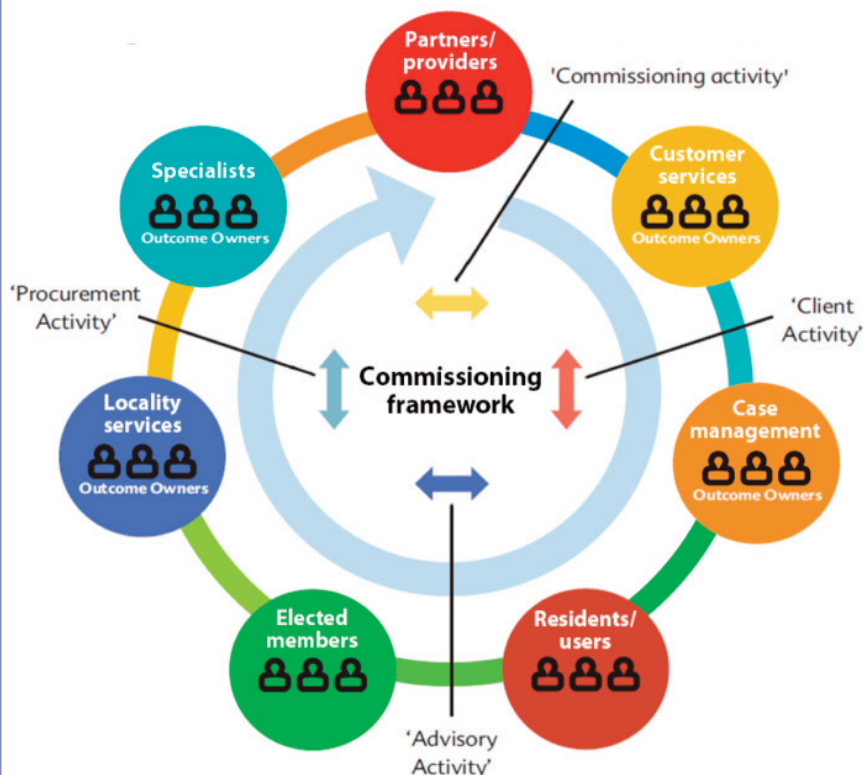 Partners/
providers
'Commissioning activity'
Customer
services
Outcome Owners
Specialists
Outcome Owners
'Procurement
Activity'
'Client
Activity'
Commissioning
framework
Locality
services
Outcome Owners
Case
management
Outcome Owners
Elected
members
Residents/
users
'Advisory
Activity'